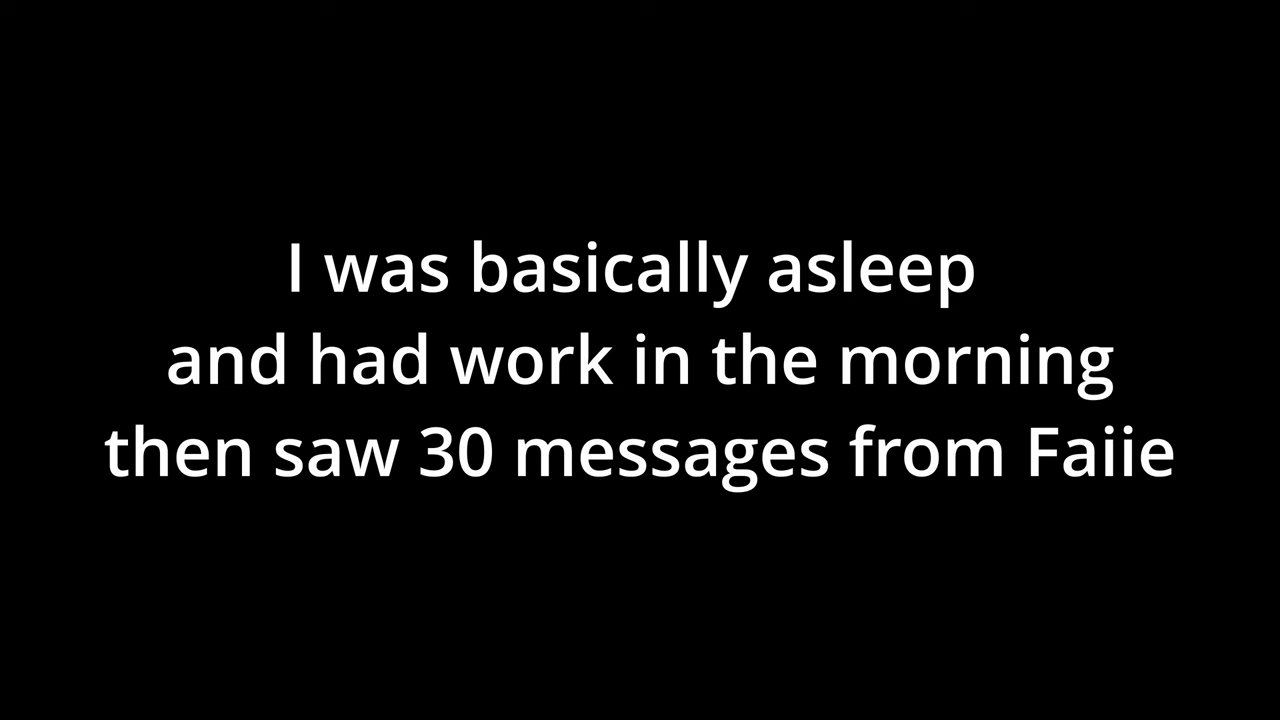 I was basically asleep
and had work in the morning
then saw 30 messages from Faiie